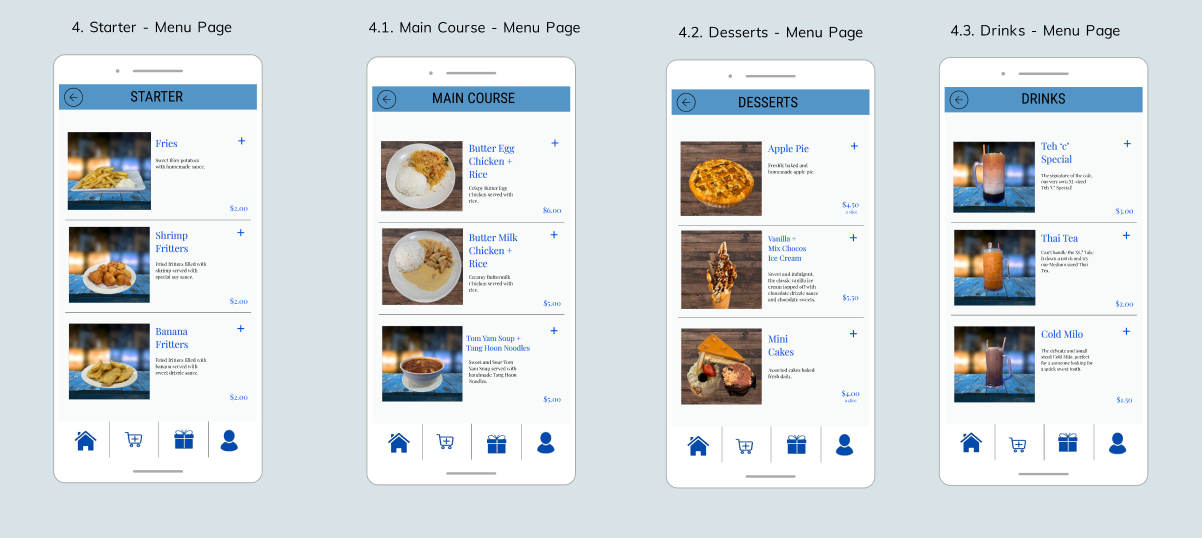 4. Starter - Menu Page
STARTER
Fries
Sweet fries potatoes
with homemade sauce.
$2.00
Shrimp
Fritters
Fried fritters filled with
shrimp served with
special soy sauce.
$2.00
Banana
Fritters
Fried fritters filled with
banana served with
sweet drizzle sauce.
$2.00
4.1. Main Course - Menu Page
MAIN COURSE
Butter Egg
Chicken +
Rice
Crispy Butter Egg
Chicken served with
rice.
$6.00
Butter Milk
Chicken +
Rice
Creamy Buttermilk
Chicken served with
rice.
$5.00
Tom Yam Soup +
Tang Hoon Noodles
Sweet and Sour Tom
Yam Soup served with
handmade Tang Hoon
Noodles.
$5.00
4.2. Desserts - Menu Page
DESSERTS
Apple Pie
Freshly baked and
homemade apple pie.
$4.50
Vanilla +
Mix Chocos
Ice Cream
Sweet and indulgent,
the classic vanilla ice
cream topped off with
chocolate drizzle sauce
and chocolate sweets.
$5.50
Mini
Cakes
Assorted cakes baked
fresh daily.
$4.00
4.3. Drinks - Menu Page
DRINKS
Teh 'c'
Special
The signature of the cafe,
our very own XL sized
Teh 'C' Special!
$3.00
Thai Tea
Can't handle the XL? Take
it down a notch and try
our Medium sized Thai
Tea.
$2.00
Cold Milo
The delicate and small
sized Cold Milo, perfect
for a someone looking for
a quick sweet tooth.
$2.50